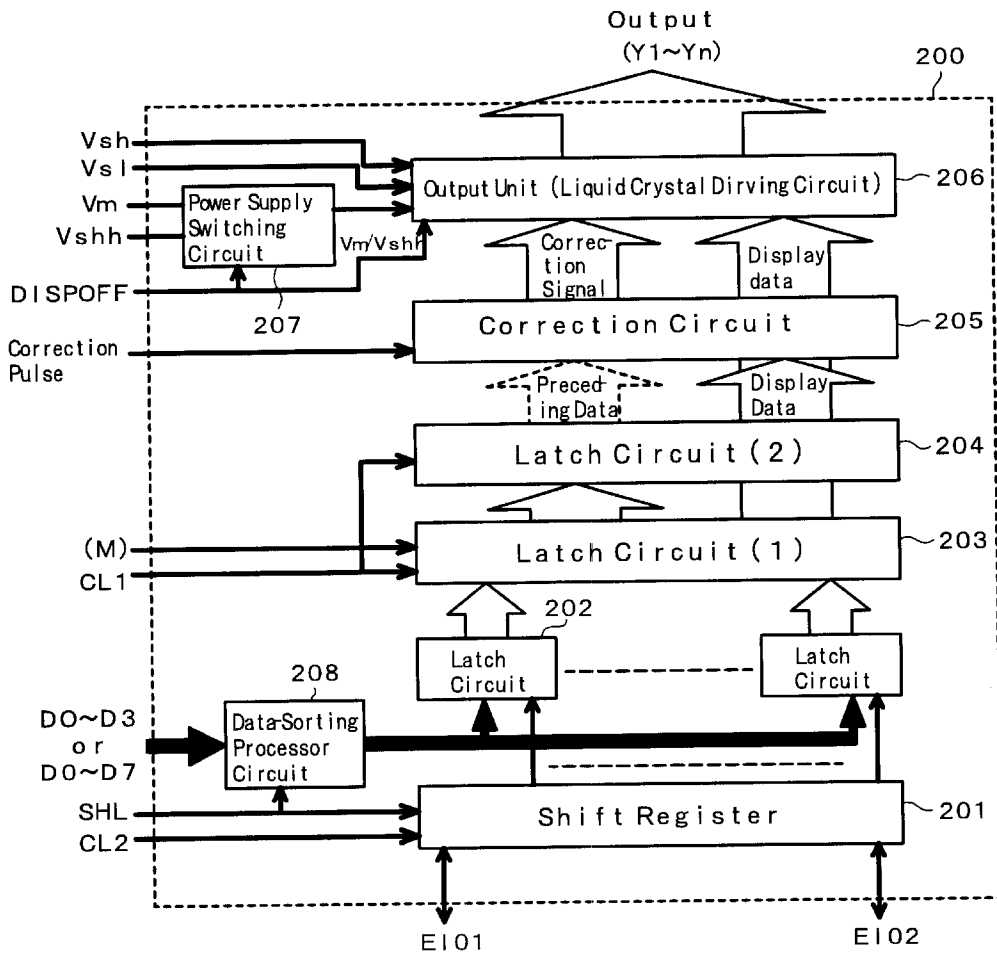 Output
(Y1~Yn)
200
Vsh
Vsl
Vm
Vshh
Power Supply
Switching
Circuit
207
Output Unit (Liquid Crystal Dirving Circuit)
206
Vm/Vshh
DISPOFF
Correc-
tion
Signal
Display
data
Correction
Pulse
Correction Circuit
205
Preced-
ing Data
Display
Data
Latch Circuit (2)
204
(M)
CL1
Latch Circuit (1)
203
202
Latch
Circuit
Latch
Circuit
208
D0~D3
or
D0~D7
Data-Sorting
Processor
Circuit
SHL
CL2
Shift Register
201
EIO1
EIO2